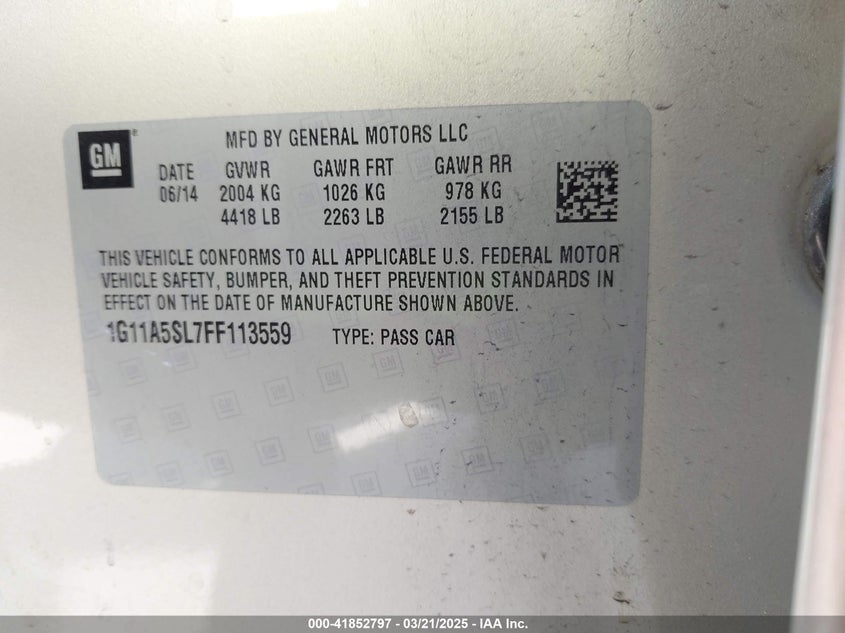 GM ®
MFD BY GENERAL MOTORS LLC
DATE GVWR GAWR FRT GAWR RR
06/14 2004 KG 1026 KG 978 KG
4418 LB 2263 LB 2155 LB
THIS VEHICLE CONFORMS TO ALL APPLICABLE U.S. FEDERAL MOTOR
VEHICLE SAFETY, BUMPER, AND THEFT PREVENTION STANDARDS IN
EFFECT ON THE DATE OF MANUFACTURE SHOWN ABOVE.
1G11A5SL7FF113559 TYPE: PASS CAR
000-41852797 - 03/21/2025 - IAA Inc.